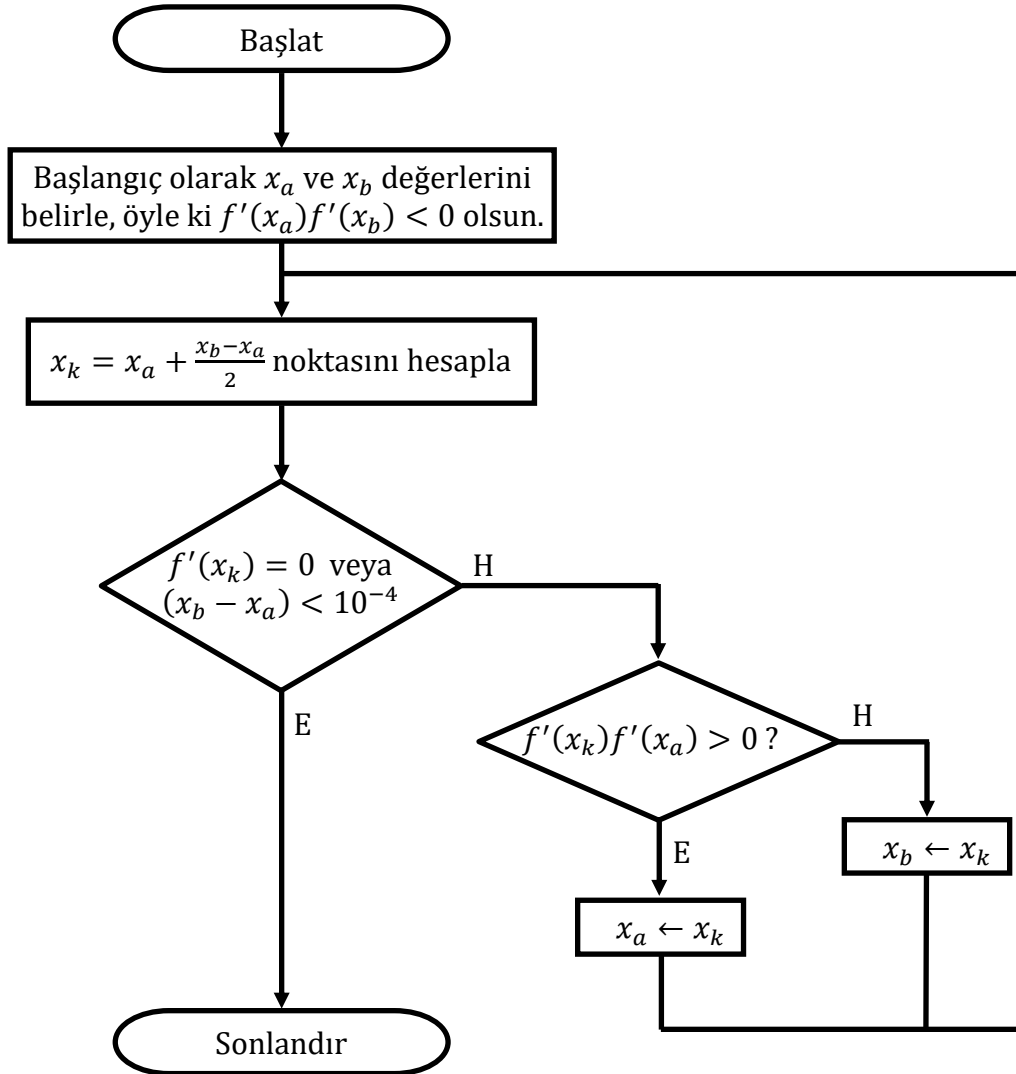 Başlat
Başlangıç olarak x_a ve x_b değerlerini
belirle, öyle ki f'(x_a)f'(x_b) < 0 olsun.
x_k = x_a + \frac{x_b-x_a}{2} noktasını hesapla
f'(x_k) = 0 veya
(x_b − x_a) < 10^{-4}
H
E
f'(x_k)f'(x_a) > 0 ?
H
E
x_b ← x_k
x_a ← x_k
Sonlandır